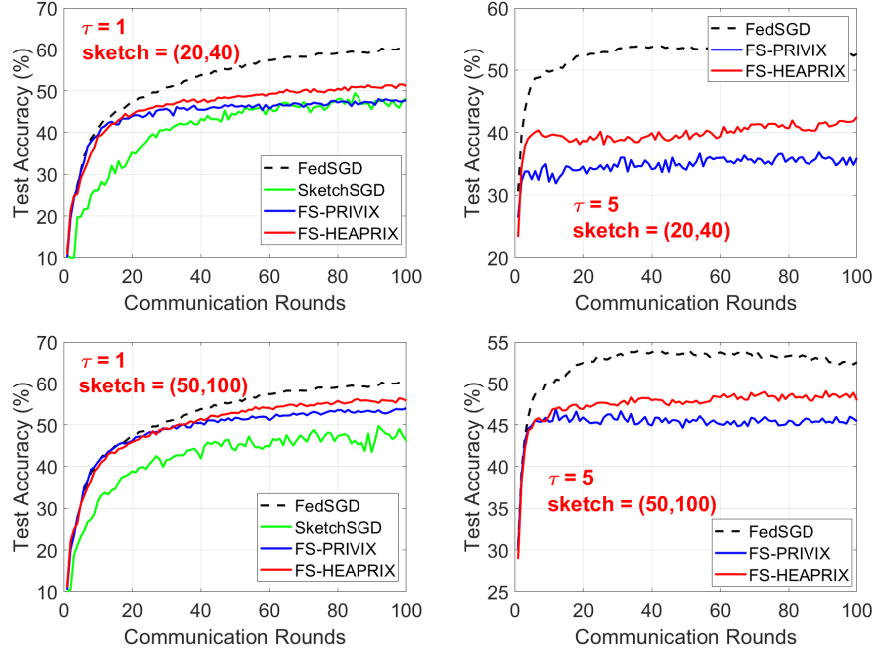 70
60
50
40
30
20
10
0
20
40
60
80
100
Test Accuracy (%)
Communication Rounds
τ = 1
sketch = (20,40)
FedSGD
SketchSGD
FS-PRIVIX
FS-HEAPRIX
60
50
40
30
20
0
20
40
60
80
100
Test Accuracy (%)
Communication Rounds
FedSGD
FS-PRIVIX
FS-HEAPRIX
τ = 5
sketch = (20,40)
70
60
50
40
30
20
10
0
20
40
60
80
100
Test Accuracy (%)
Communication Rounds
τ = 1
sketch = (50,100)
FedSGD
SketchSGD
FS-PRIVIX
FS-HEAPRIX
55
50
45
40
35
30
25
0
20
40
60
80
100
Test Accuracy (%)
Communication Rounds
τ = 5
sketch = (50,100)
FedSGD
FS-PRIVIX
FS-HEAPRIX